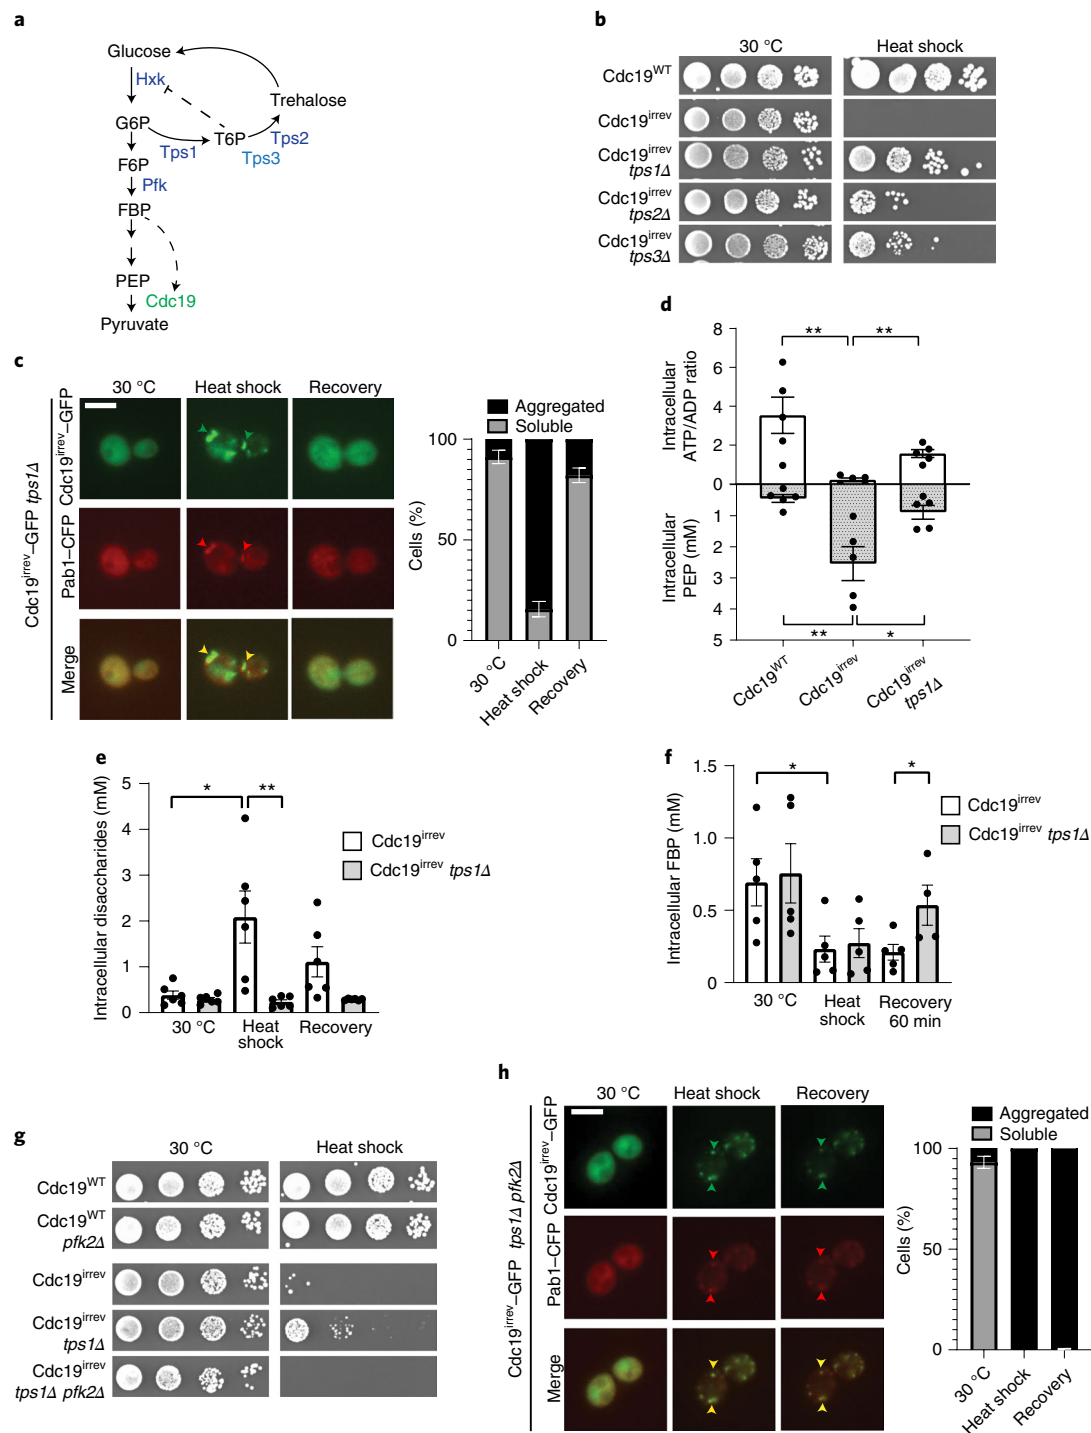 a
Glucose
Hxk
Trehalose
G6P
T6P
Tps2
Tps1
Tps3
F6P
Pfk
FBP
PEP
Cdc19
Pyruvate
b
30 °C Heat shock
Cdc19WT
Cdc19irrev
Cdc19irrev
tps1Δ
Cdc19irrev
tps2Δ
Cdc19irrev
tps3Δ
c
30 °C Heat shock Recovery
Cdc19irrev–GFP tps1Δ
Cdc19irrev–GFP
Pab1–CFP
Merge
Aggregated
Soluble
Cells (%)
100
50
0
30 °C
Heat shock
Recovery
d
Intracellular
ATP/ADP ratio
Intracellular
PEP (mM)
8
6
4
2
0
1
2
3
4
5
** **
** *
Cdc19WT
Cdc19irrev
Cdc19irrev
tps1Δ
e
Intracellular disaccharides (mM)
5
4
3
2
1
0
* **
Cdc19irrev
Cdc19irrev tps1Δ
30 °C Heat shock Recovery
f
Intracellular FBP (mM)
1.5
1.0
0.5
0
* *
Cdc19irrev
Cdc19irrev tps1Δ
30 °C Heat shock Recovery
60 min
g
30 °C Heat shock
Cdc19WT
Cdc19WT
pfk2Δ
Cdc19irrev
Cdc19irrev
tps1Δ
Cdc19irrev
tps1Δ pfk2Δ
h
30 °C Heat shock Recovery
Cdc19irrev–GFP tps1Δ pfk2Δ
Cdc19irrev–GFP
Pab1–CFP
Merge
Aggregated
Soluble
Cells (%)
100
50
0
30 °C
Heat shock
Recovery